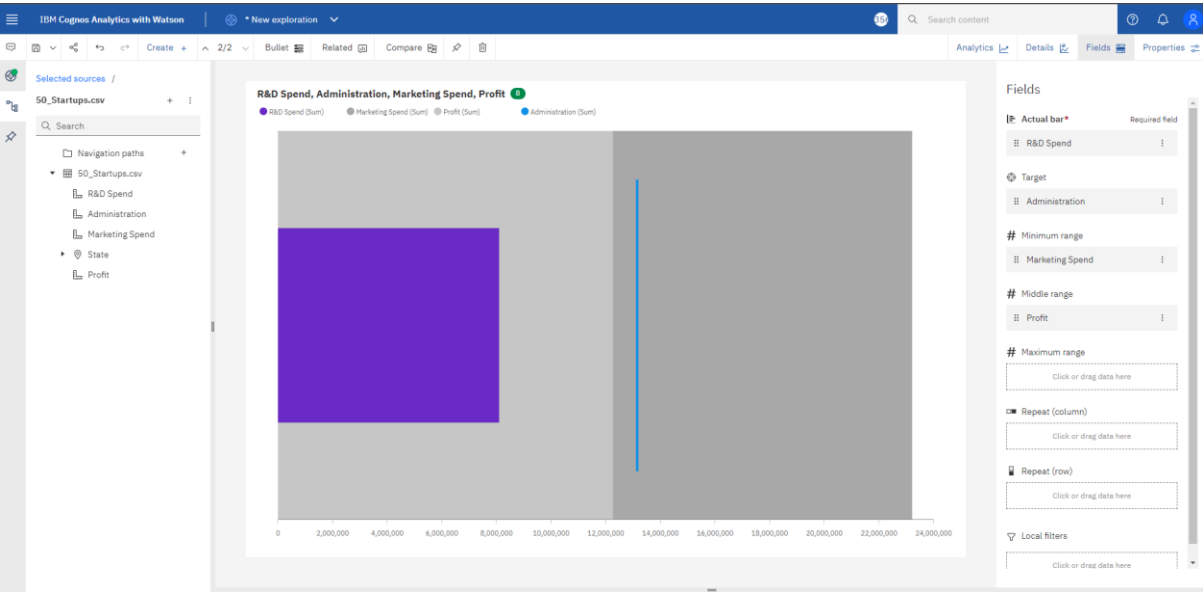 IBM Cognos Analytics with Watson
* New exploration
Search content
Create +
2/2
Bullet
Related
Compare
Analytics
Details
Fields
Properties
Selected sources /
50_Startups.csv
Search
Navigation paths
50_Startups.csv
R&D Spend
Administration
Marketing Spend
State
Profit
R&D Spend, Administration, Marketing Spend, Profit 8
R&D Spend (Sum) Marketing Spend (Sum) Profit (Sum) Administration (Sum)
0 2,000,000 4,000,000 6,000,000 8,000,000 10,000,000 12,000,000 14,000,000 16,000,000 18,000,000 20,000,000 22,000,000 24,000,000
Fields
Actual bar* Required field
R&D Spend
Target
Administration
# Minimum range
Marketing Spend
# Middle range
Profit
# Maximum range
Click or drag data here
Repeat (column)
Click or drag data here
Repeat (row)
Click or drag data here
Local filters
Click or drag data here